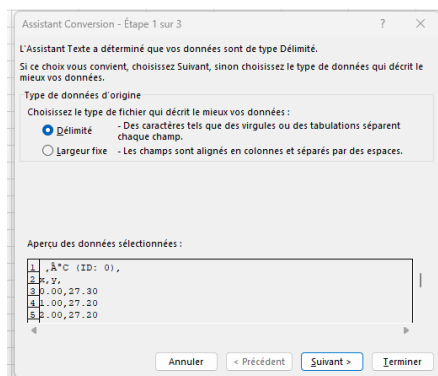 Assistant Conversion - Étape 1 sur 3 ? ×
L'Assistant Texte a déterminé que vos données sont de type Délimité.
Si ce choix vous convient, choisissez Suivant, sinon choisissez le type de données qui décrit le
mieux vos données.
Type de données d'origine
Choisissez le type de fichier qui décrit le mieux vos données :
Délimité - Des caractères tels que des virgules ou des tabulations séparent
chaque champ.
Largeur fixe - Les champs sont alignés en colonnes et séparés par des espaces.
Aperçu des données sélectionnées :
1 ,Â°C (ID: 0),
2 x,y,
3 0.00,27.30
4 1.00,27.20
5 2.00,27.20
Annuler < Précédent Suivant > Terminer